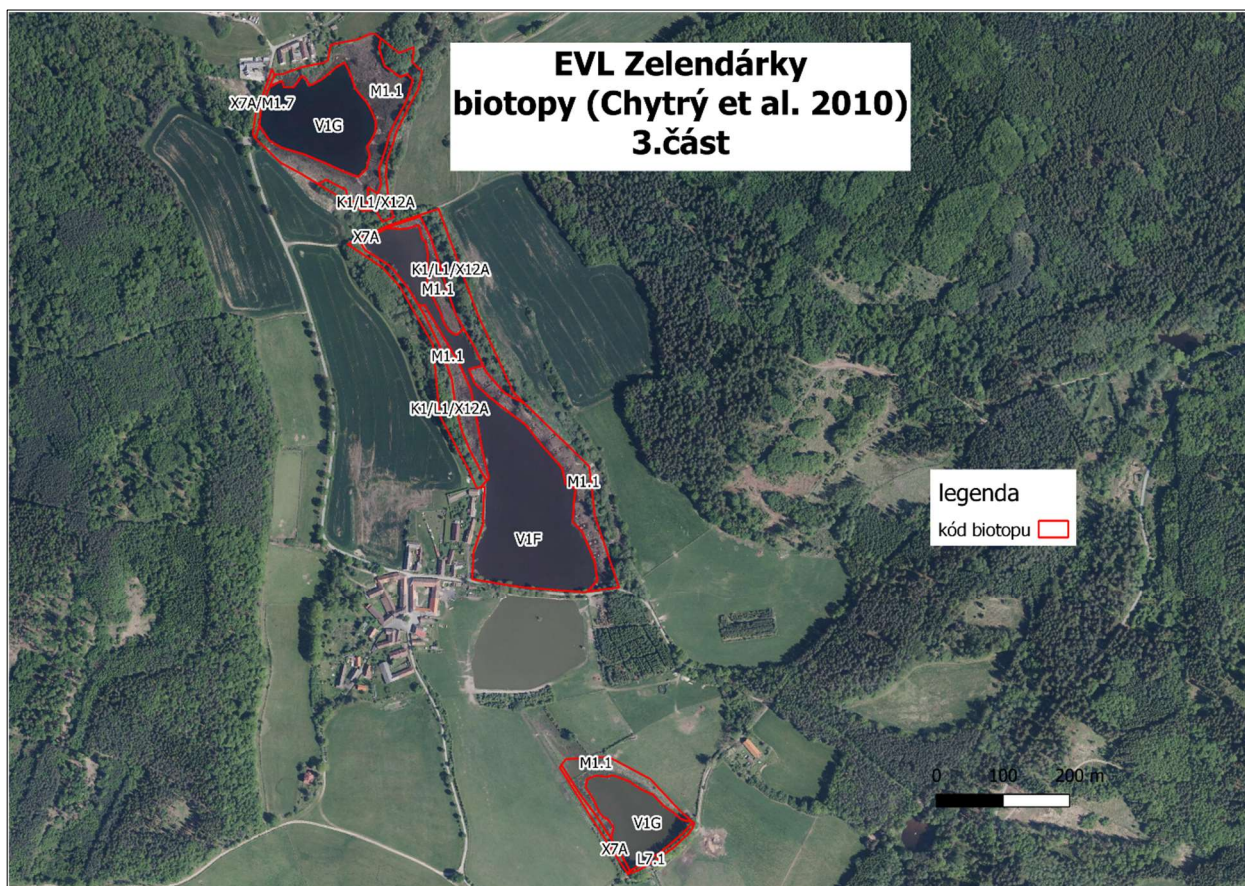 EVL Zelendárky
biotopy (Chytrý et al. 2010)
3.část
M1.1
X7A/M1.7
V1G
K1/L1/X12A
X7A
K1/L1/X12A
M1.1
M1.1
K1/L1/X12A
M1.1
legenda
kód biotopu
V1F
M1.1
0 100 200 m
V1G
X7A
L7.1